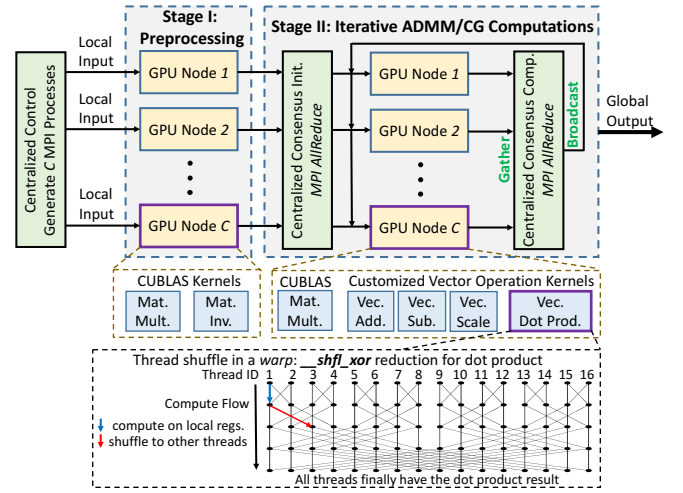 Stage I:
Preprocessing
Stage II: Iterative ADMM/CG Computations
Centralized Control
Generate C MPI Processes
Local
Input
Local
Input
Local
Input
GPU Node 1
GPU Node 2
GPU Node C
Centralized Consensus Init.
MPI AllReduce
GPU Node 1
GPU Node 2
GPU Node C
Gather
Centralized Consensus Comp.
MPI AllReduce
Broadcast
Global
Output
CUBLAS Kernels
Mat.
Mult.
Mat.
Inv.
CUBLAS
Mat.
Mult.
Customized Vector Operation Kernels
Vec.
Add.
Vec.
Sub.
Vec.
Scale
Vec.
Dot Prod.
Thread shuffle in a warp: __shfl_xor reduction for dot product
Thread ID 1 2 3 4 5 6 7 8 9 10 11 12 13 14 15 16
Compute Flow
compute on local regs.
shuffle to other threads
All threads finally have the dot product result